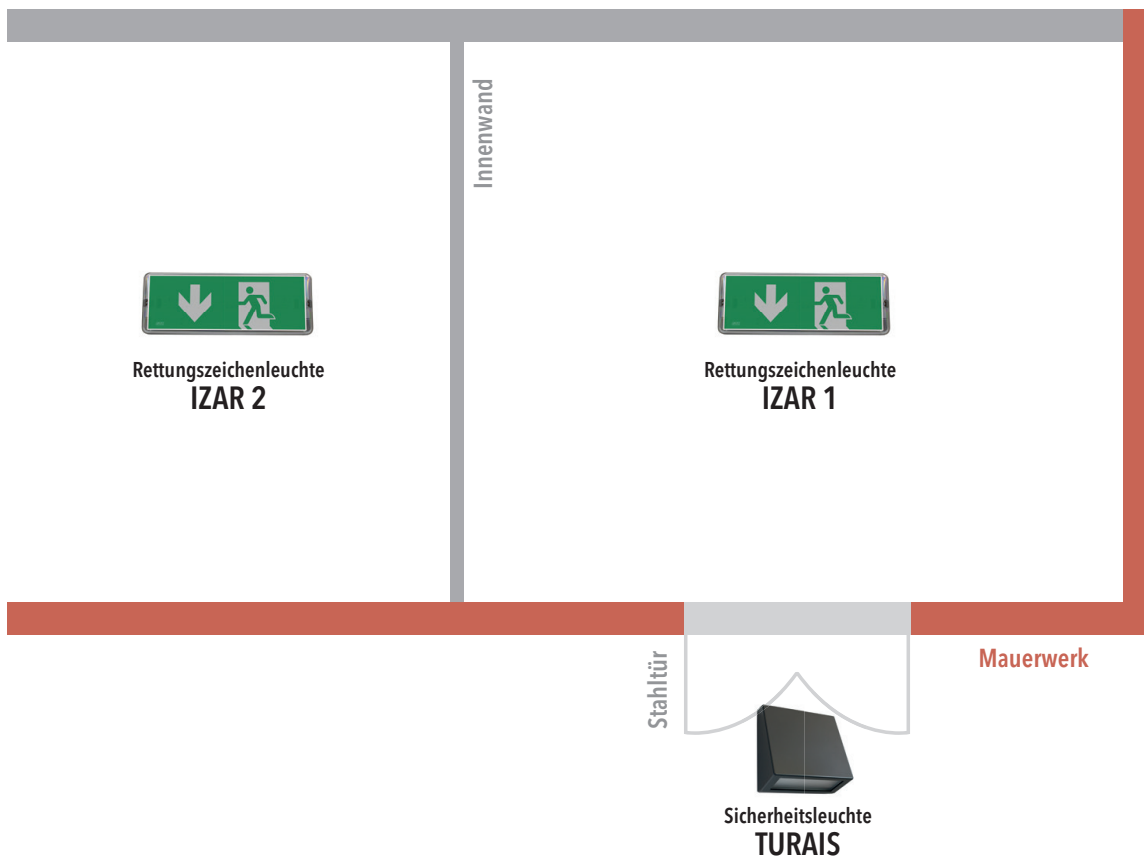 Innenwand
Rettungszeichenleuchte
IZAR 2
Rettungszeichenleuchte
IZAR 1
Stahltür
Mauerwerk
Sicherheitsleuchte
TURAIS